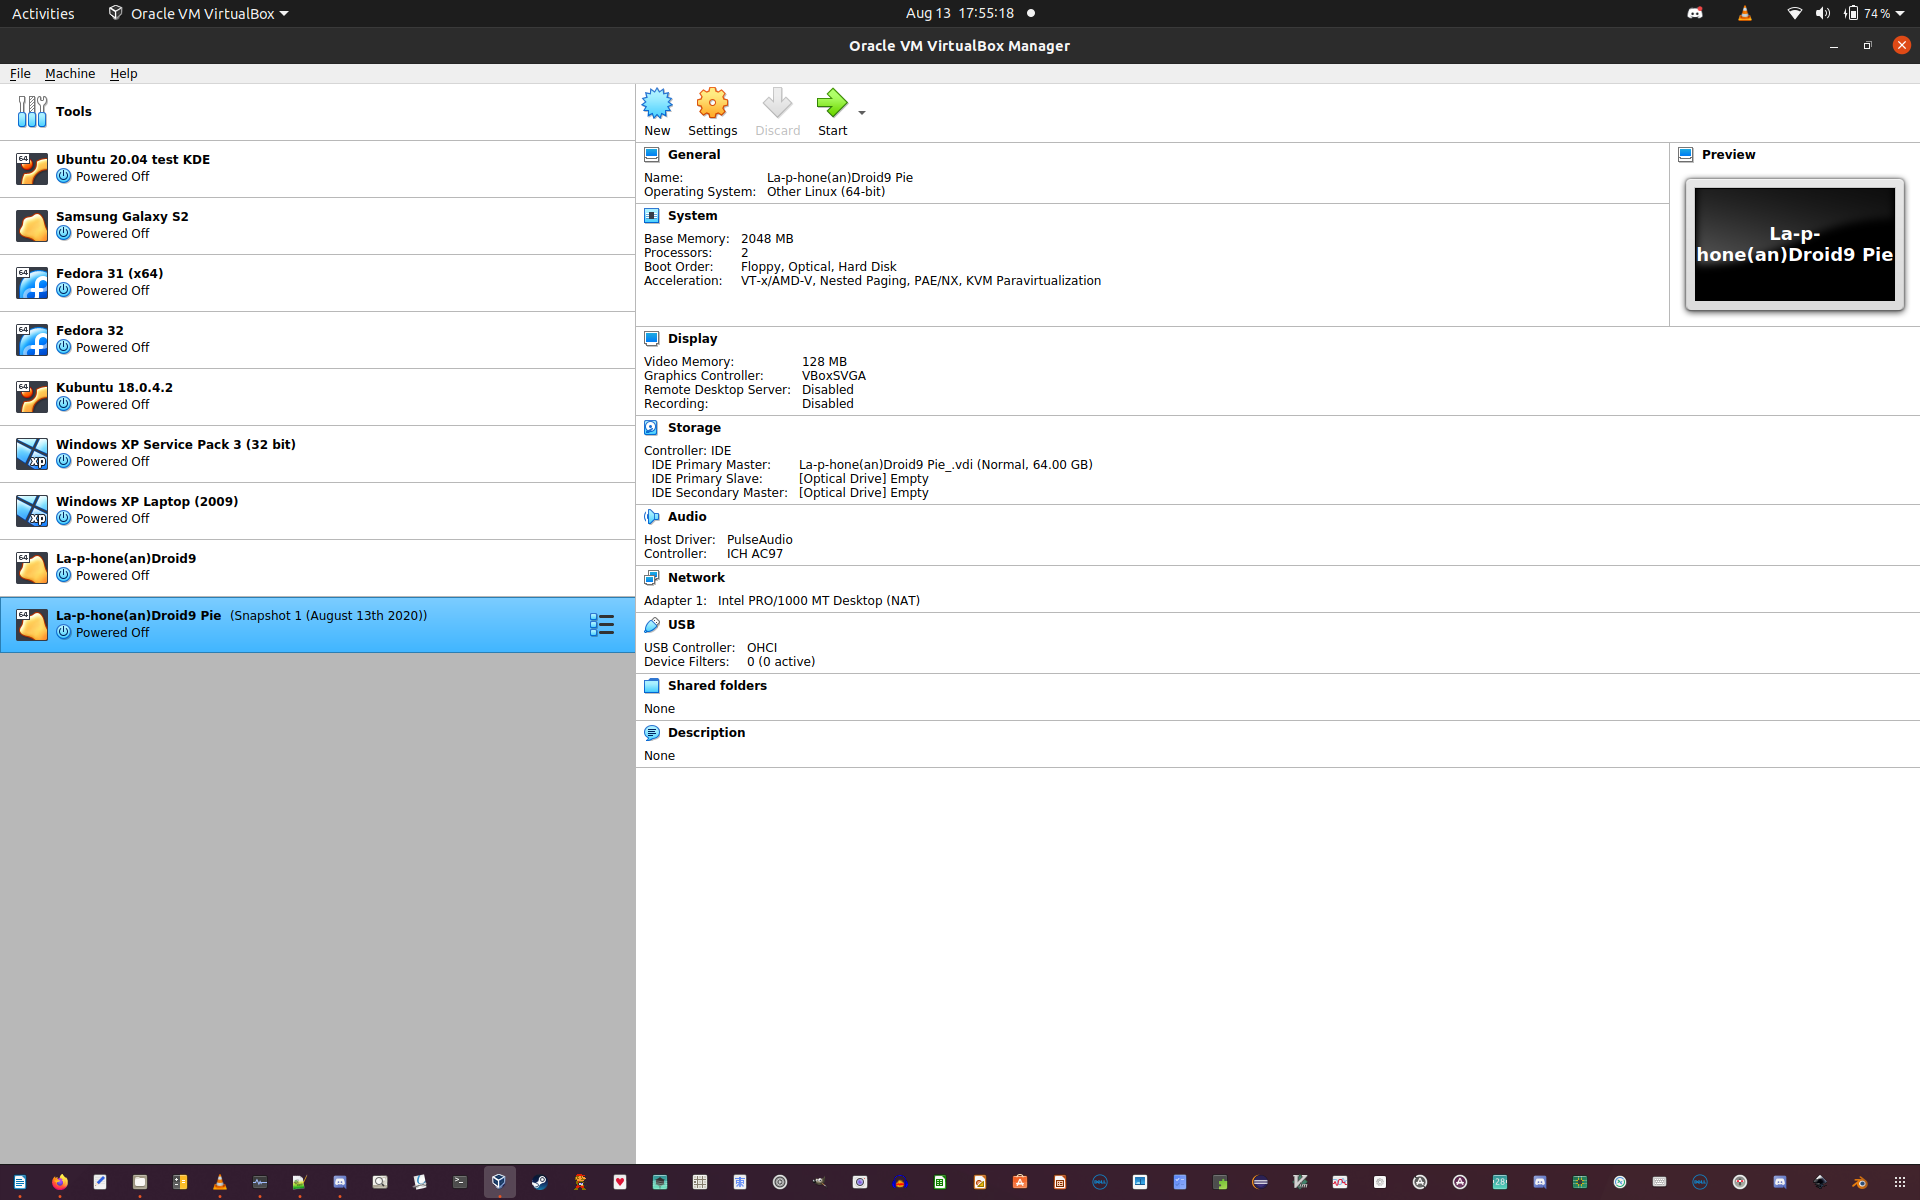 Activities Oracle VM VirtualBox Aug 13 17:55:18 74 %
Oracle VM VirtualBox Manager
File Machine Help
Tools
Ubuntu 20.04 test KDE
Powered Off
Samsung Galaxy S2
Powered Off
Fedora 31 (x64)
Powered Off
Fedora 32
Powered Off
Kubuntu 18.0.4.2
Powered Off
Windows XP Service Pack 3 (32 bit)
Powered Off
Windows XP Laptop (2009)
Powered Off
La-p-hone(an)Droid9
Powered Off
La-p-hone(an)Droid9 Pie (Snapshot 1 (August 13th 2020))
Powered Off
New Settings Discard Start
General
Name: La-p-hone(an)Droid9 Pie
Operating System: Other Linux (64-bit)
System
Base Memory: 2048 MB
Processors: 2
Boot Order: Floppy, Optical, Hard Disk
Acceleration: VT-x/AMD-V, Nested Paging, PAE/NX, KVM Paravirtualization
Preview
La-p-
hone(an)Droid9 Pie
Display
Video Memory: 128 MB
Graphics Controller: VBoxSVGA
Remote Desktop Server: Disabled
Recording: Disabled
Storage
Controller: IDE
IDE Primary Master: La-p-hone(an)Droid9 Pie_.vdi (Normal, 64.00 GB)
IDE Primary Slave: [Optical Drive] Empty
IDE Secondary Master: [Optical Drive] Empty
Audio
Host Driver: PulseAudio
Controller: ICH AC97
Network
Adapter 1: Intel PRO/1000 MT Desktop (NAT)
USB
USB Controller: OHCI
Device Filters: 0 (0 active)
Shared folders
None
Description
None